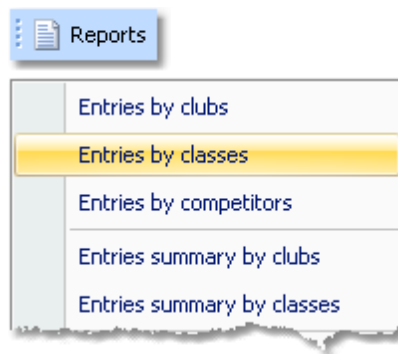 Reports
Entries by clubs
Entries by classes
Entries by competitors
Entries summary by clubs
Entries summary by classes